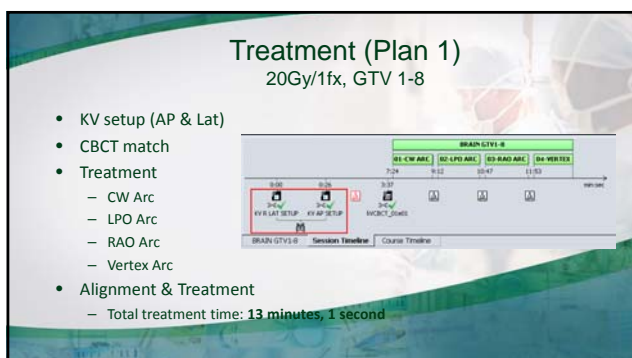 Treatment (Plan 1)
20Gy/1fx, GTV 1-8
• KV setup (AP & Lat)
• CBCT match
• Treatment
– CW Arc
– LPO Arc
– RAO Arc
– Vertex Arc
• Alignment & Treatment
– Total treatment time: 13 minutes, 1 second
BRAIN GTV1-8
01-CW ARC 02-LPO ARC 03-RAO ARC 04-VERTEX
7:24 9:12 10:47 11:53
0:00 0:26 3:37 min:sec
KV R LAT SETUP KV AP SETUP kVCBCT_01x01
BRAIN GTV1-8 Session Timeline Course Timeline